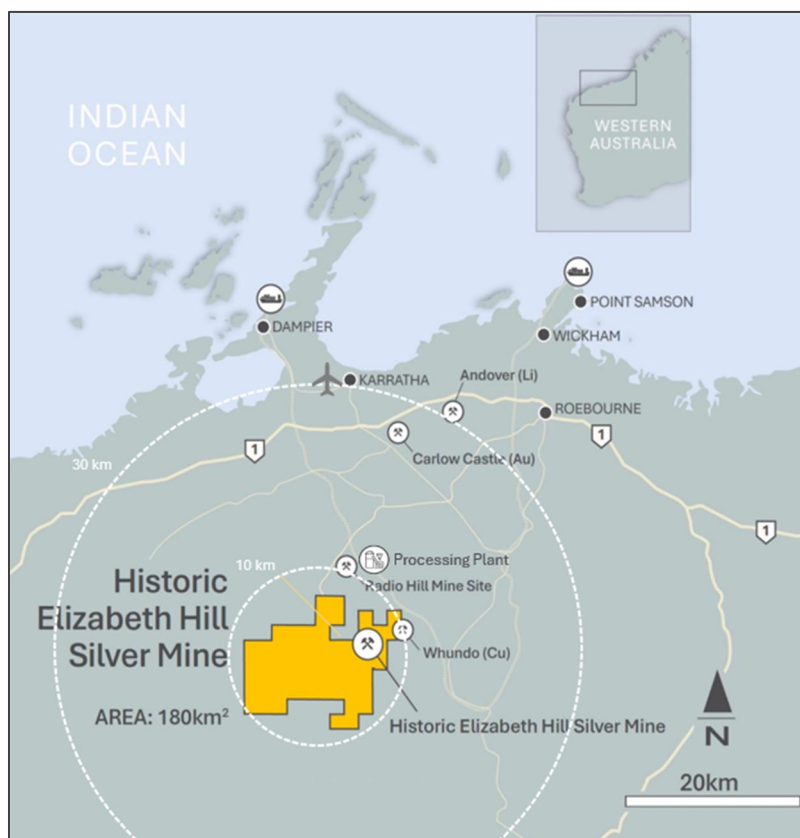 INDIAN
OCEAN
WESTERN
AUSTRALIA
POINT SAMSON
DAMPIER
WICKHAM
Andover (Li)
KARRATHA
ROEBOURNE
1
1
Carlow Castle (Au)
30 km
1
Processing Plant
10 km
Radio Hill Mine Site
Historic
Elizabeth Hill
Silver Mine
Whundo (Cu)
AREA: 180km²
Historic Elizabeth Hill Silver Mine
N
20km